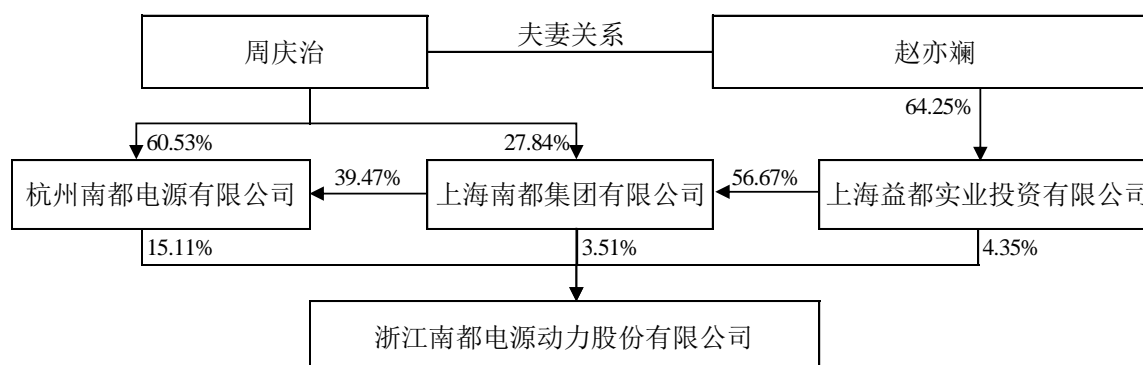 夫妻关系
周庆治
赵亦斓
64.25%
60.53%
27.84%
杭州南都电源有限公司
39.47%
上海南都集团有限公司
56.67%
上海益都实业投资有限公司
15.11%
3.51%
4.35%
浙江南都电源动力股份有限公司